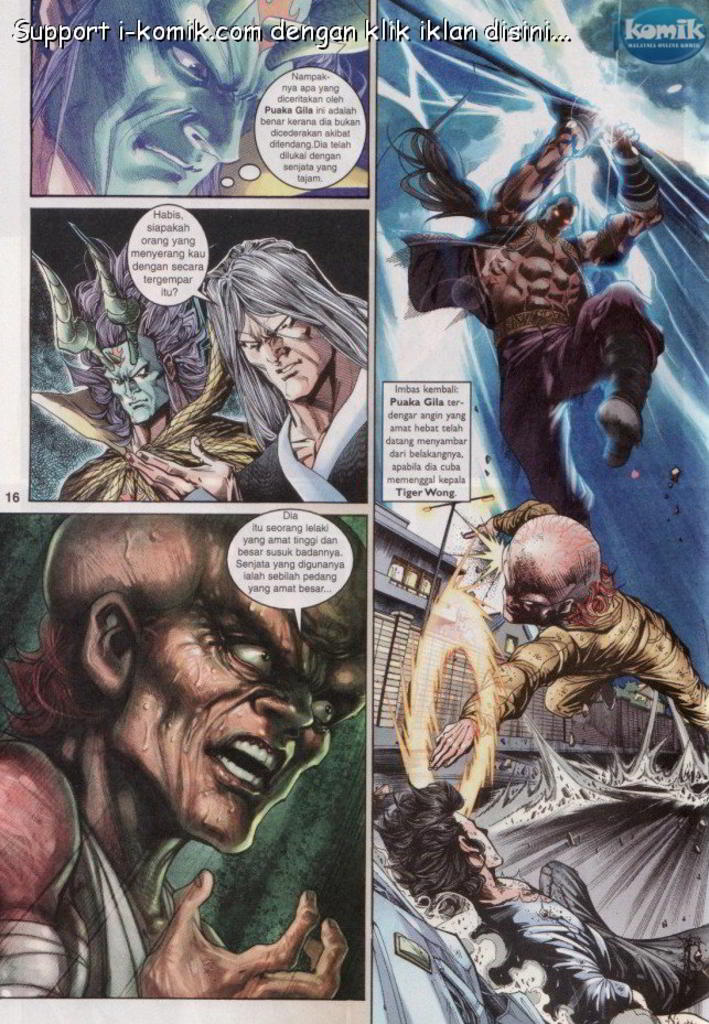 Support i-komik.com dengan klik iklan disini...
komik
MALAYSIA ONLINE KOMIK
Nampak-
nya apa yang
diceritakan oleh
Puaka Gila ini adalah
benar kerana dia bukan
dicederakan akibat
ditendang.Dia telah
dilukai dengan
senjata yang
tajam.
Habis,
siapakah
orang yang
menyerang kau
dengan secara
tergempar
itu?
16
Dia
itu seorang lelaki
yang amat tinggi dan
besar susuk badannya.
Senjata yang digunanya
ialah sebilah pedang
yang amat besar...
Imbas kembali:
Puaka Gila ter-
dengar angin yang
amat hebat telah
datang menyambar
dari belakangnya,
apabila dia cuba
memenggal kepala
Tiger Wong.